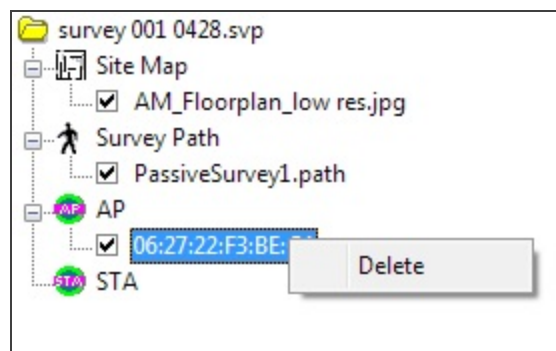 survey 001 0428.svp
Site Map
AM_Floorplan_low res.jpg
Survey Path
PassiveSurvey1.path
AP
AP
06:27:22:F3:BE:
Delete
STA
STA